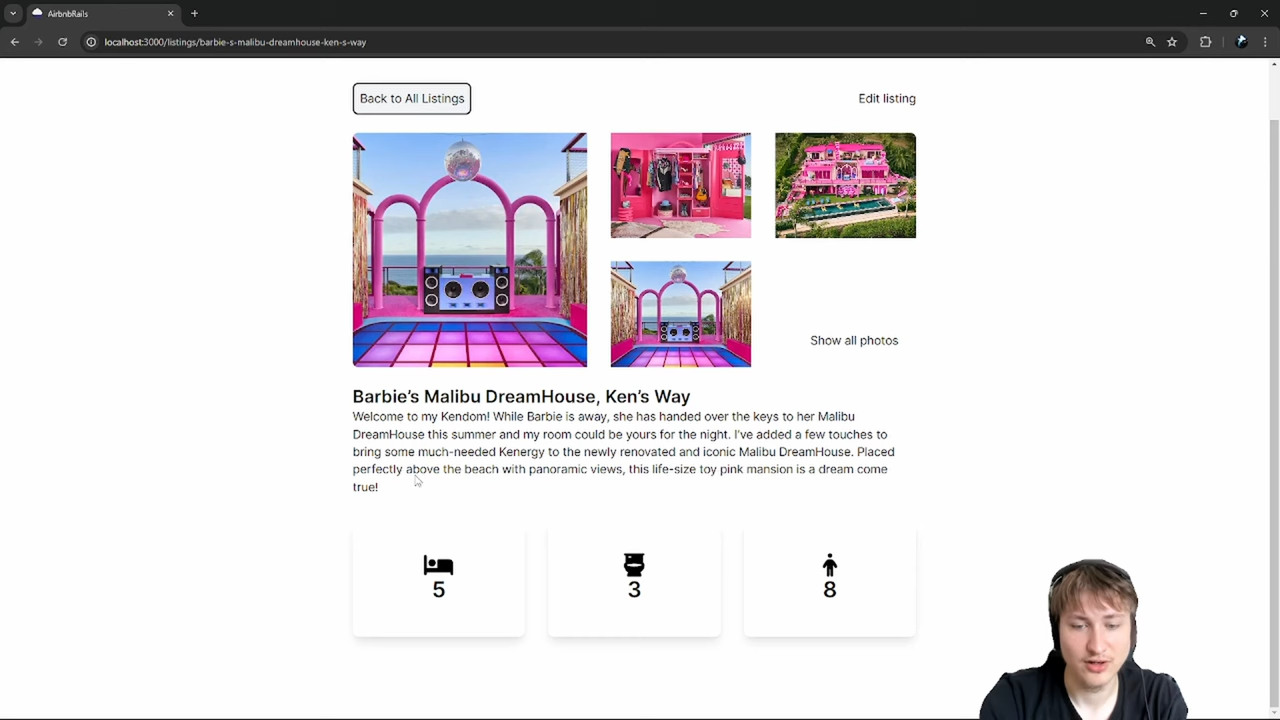 AirbnbRails
localhost:3000/listings/barbie-s-malibu-dreamhouse-ken-s-way
Back to All Listings
Edit listing
Show all photos
Barbie’s Malibu DreamHouse, Ken’s Way
Welcome to my Kendom! While Barbie is away, she has handed over the keys to her Malibu
DreamHouse this summer and my room could be yours for the night. I’ve added a few touches to
bring some much-needed Kenergy to the newly renovated and iconic Malibu DreamHouse. Placed
perfectly above the beach with panoramic views, this life-size toy pink mansion is a dream come
true!
5
3
8